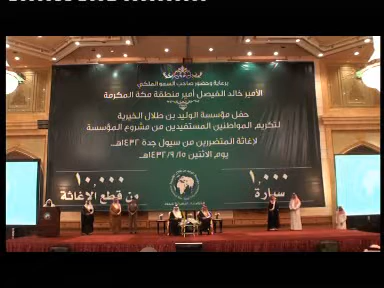 برعاية وحضور صاحب السمو الملكي
الأمير خالد الفيصل أمير منطقة مكة المكرمة
حفل مؤسسة الوليد بن طلال الخيرية
لتكريم المواطنين المستفيدين من مشروع المؤسسة
لإغاثة المتضررين من سيول جدة ١٤٣٢هـ
يوم الاثنين ١٤٣٢/٩/١٥هـ
١٠,٠٠٠
سيارة
١٠,٠٠٠
من قطع الإغاثة